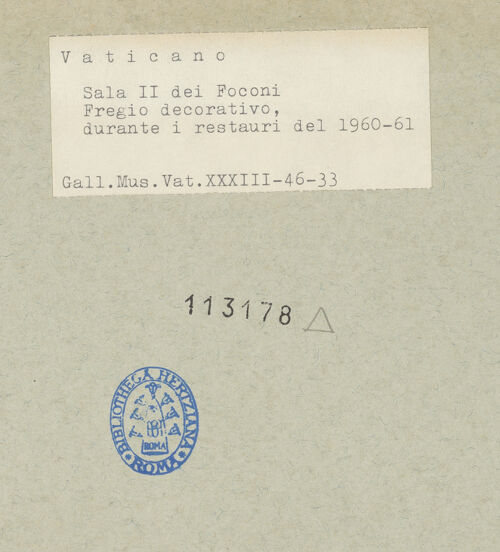 Vaticano
Sala II dei Foconi
Fregio decorativo,
durante i restauri del 1960-61
Gall.Mus.Vat.XXXIII-46-33
113178
BIBLIOTHECA HERTZIANA
ROMA
ROMA